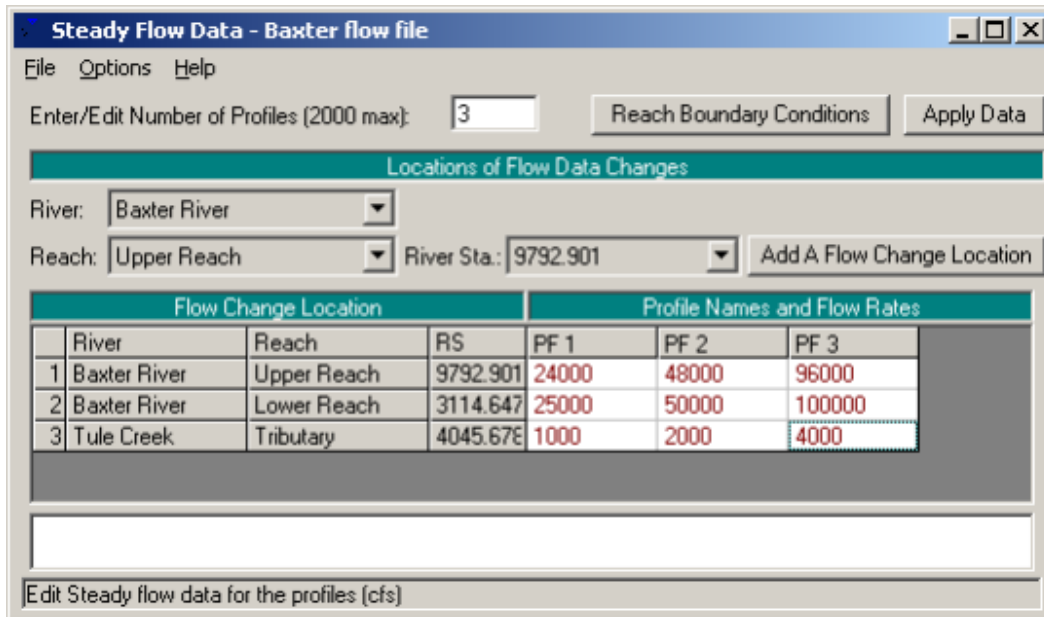 Steady Flow Data - Baxter flow file
File Options Help
Enter/Edit Number of Profiles (2000 max): 3 Reach Boundary Conditions Apply Data
Locations of Flow Data Changes
River: Baxter River
Reach: Upper Reach River Sta.: 9792.901 Add A Flow Change Location
Flow Change Location Profile Names and Flow Rates
River Reach RS PF 1 PF 2 PF 3
1 Baxter River Upper Reach 9792.901 24000 48000 96000
2 Baxter River Lower Reach 3114.647 25000 50000 100000
3 Tule Creek Tributary 4045.678 1000 2000 4000
Edit Steady flow data for the profiles (cfs)